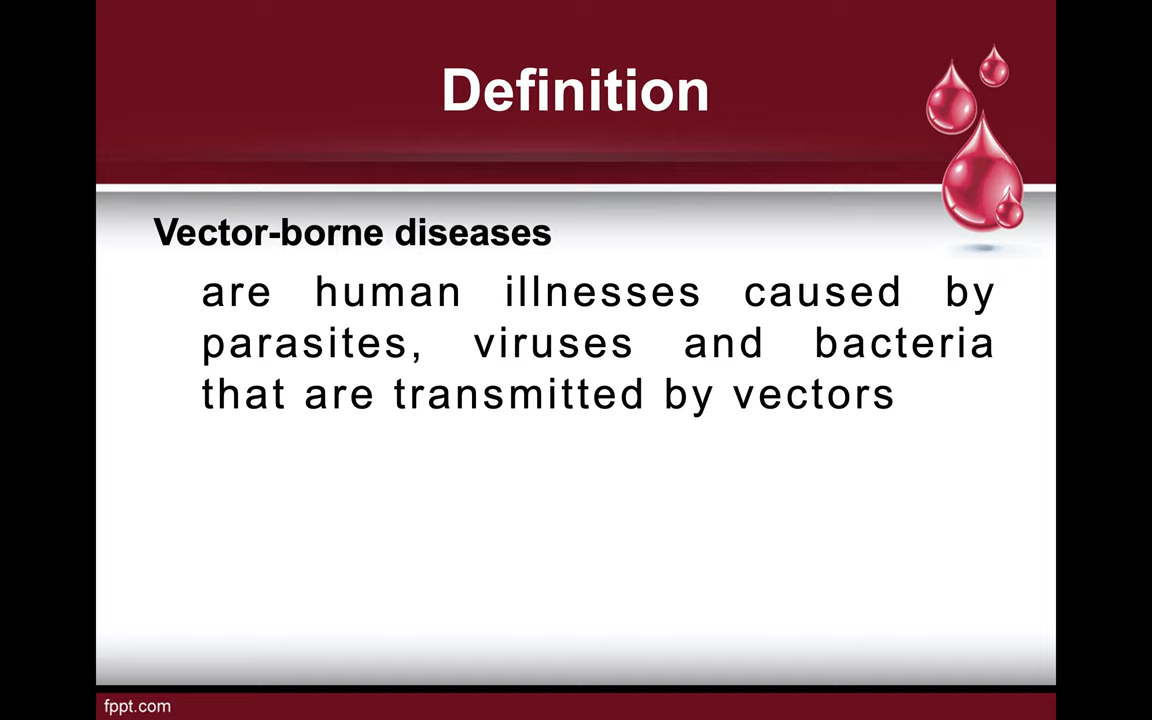 Definition
Vector-borne diseases
are human illnesses caused by
parasites, viruses and bacteria
that are transmitted by vectors
fppt.com